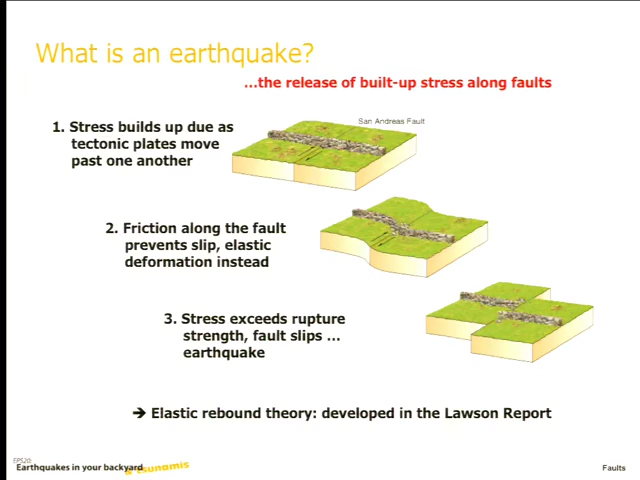 What is an earthquake?
...the release of built-up stress along faults
San Andreas Fault
1. Stress builds up due as
tectonic plates move
past one another
2. Friction along the fault
prevents slip, elastic
deformation instead
3. Stress exceeds rupture
strength, fault slips ...
earthquake
➔ Elastic rebound theory: developed in the Lawson Report
EPS20:
Earthquakes in your backyard
& tsunamis
Faults